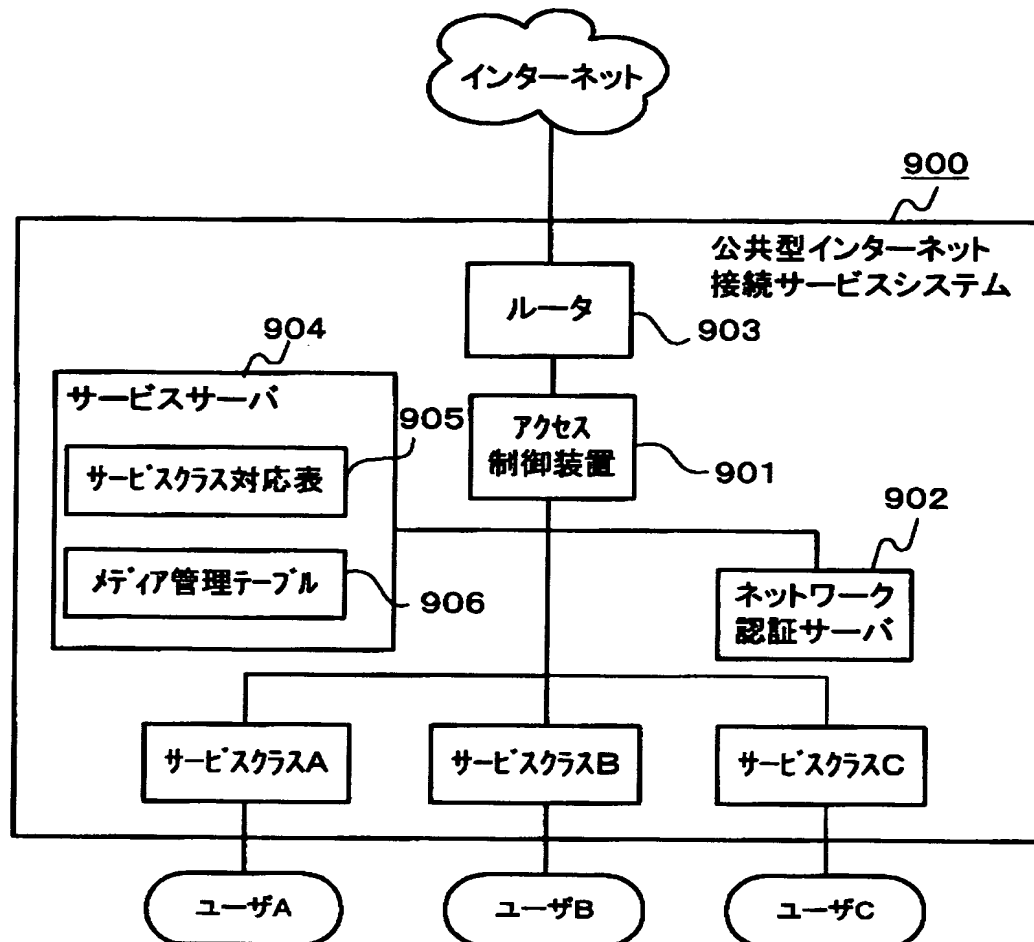 インターネット
900
公共型インターネット
接続サービスシステム
ルータ
903
904
サービスサーバ
905
サービスクラス対応表
メディア管理テーブル
906
アクセス
制御装置
901
902
ネットワーク
認証サーバ
サービスクラスA
サービスクラスB
サービスクラスC
ユーザA
ユーザB
ユーザC